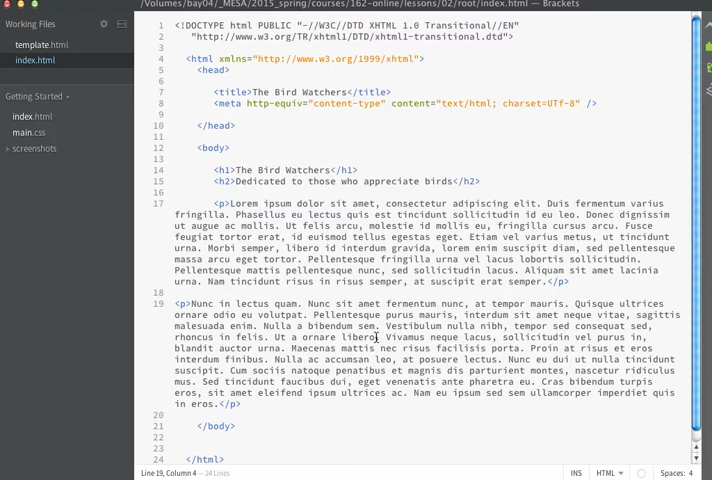 /Volumes/bay04/_MESA/2015_spring/courses/162-online/lessons/02/root/index.html — Brackets
Working Files
template.html
index.html
Getting Started
index.html
main.css
screenshots
1 <!DOCTYPE html PUBLIC "-//W3C//DTD XHTML 1.0 Transitional//EN"
2 "http://www.w3.org/TR/xhtml1/DTD/xhtml1-transitional.dtd">
3
4 <html xmlns="http://www.w3.org/1999/xhtml">
5 <head>
6
7 <title>The Bird Watchers</title>
8 <meta http-equiv="content-type" content="text/html; charset=UTf-8" />
9
10 </head>
11
12 <body>
13
14 <h1>The Bird Watchers</h1>
15 <h2>Dedicated to those who appreciate birds</h2>
16
17 <p>Lorem ipsum dolor sit amet, consectetur adipiscing elit. Duis fermentum varius
fringilla. Phasellus eu lectus quis est tincidunt sollicitudin id eu leo. Donec dignissim
ut augue ac mollis. Ut felis arcu, molestie id mollis eu, fringilla cursus arcu. Fusce
feugiat tortor erat, id euismod tellus egestas eget. Etiam vel varius metus, ut tincidunt
urna. Morbi semper, libero id interdum gravida, lorem enim suscipit diam, sed pellentesque
massa arcu eget tortor. Pellentesque fringilla urna vel lacus lobortis sollicitudin.
Pellentesque mattis pellentesque nunc, sed sollicitudin lacus. Aliquam sit amet lacinia
urna. Nam tincidunt risus in risus semper, at suscipit erat semper.</p>
18
19 <p>Nunc in lectus quam. Nunc sit amet fermentum nunc, at tempor mauris. Quisque ultrices
ornare odio eu volutpat. Pellentesque purus mauris, interdum sit amet neque vitae, sagittis
malesuada enim. Nulla a bibendum sem. Vestibulum nulla nibh, tempor sed consequat sed,
rhoncus in felis. Ut a ornare libero. Vivamus neque lacus, sollicitudin vel purus in,
blandit auctor urna. Maecenas mattis nec risus facilisis porta. Proin at risus et eros
interdum finibus. Nulla ac accumsan leo, at posuere lectus. Nunc eu dui ut nulla tincidunt
suscipit. Cum sociis natoque penatibus et magnis dis parturient montes, nascetur ridiculus
mus. Sed tincidunt faucibus dui, eget venenatis ante pharetra eu. Cras bibendum turpis
eros, sit amet eleifend ipsum ultrices ac. Nam eu ipsum sed sem ullamcorper imperdiet quis
in eros.</p>
20
21 </body>
22
23
24 </html>
Line 19, Column 4 — 24 Lines
INS HTML Spaces: 4